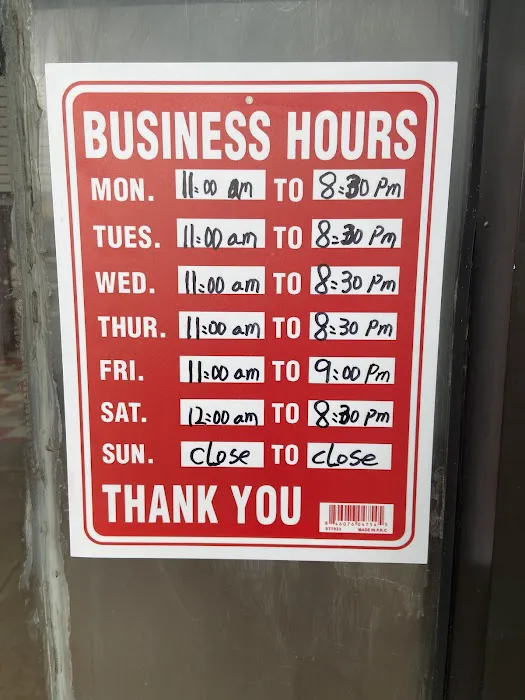 BUSINESS HOURS
MON. 11:00 am TO 8:30 Pm
TUES. 11:00 am TO 8:30 Pm
WED. 11:00 am TO 8:30 Pm
THUR. 11:00 am TO 8:30 Pm
FRI. 11:00 am TO 9:00 Pm
SAT. 12:00 am TO 8:30 Pm
SUN. close TO close
THANK YOU
MADE IN P.R.C